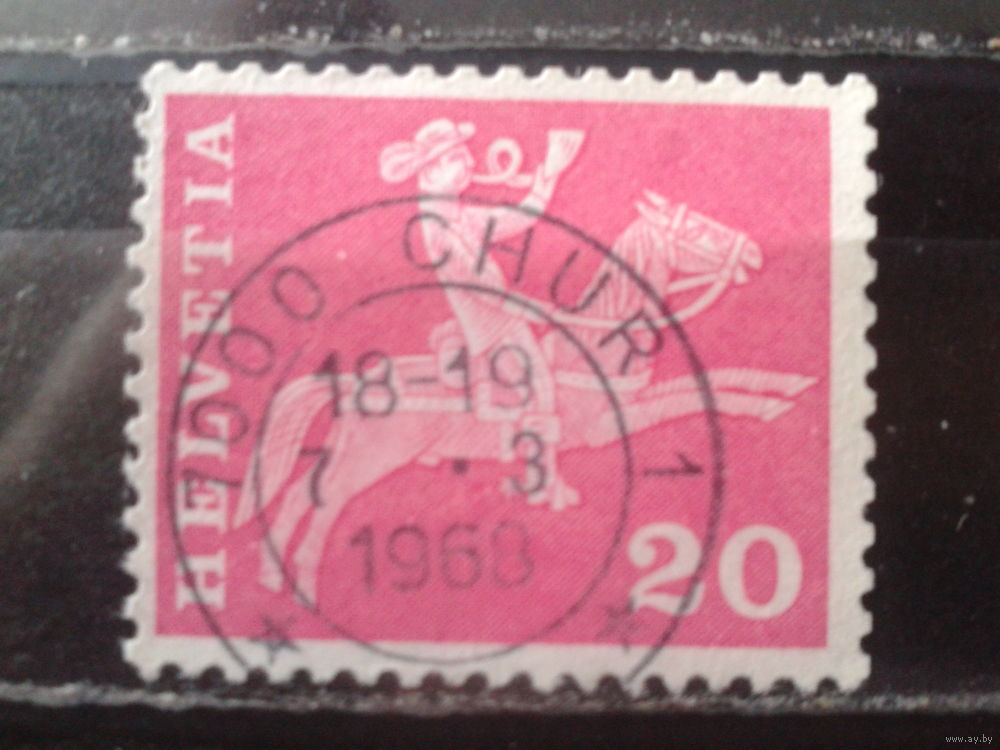 HELVETIA
7000 CHUR 1
18-19
7 · 3
1968
20
www.ay.by